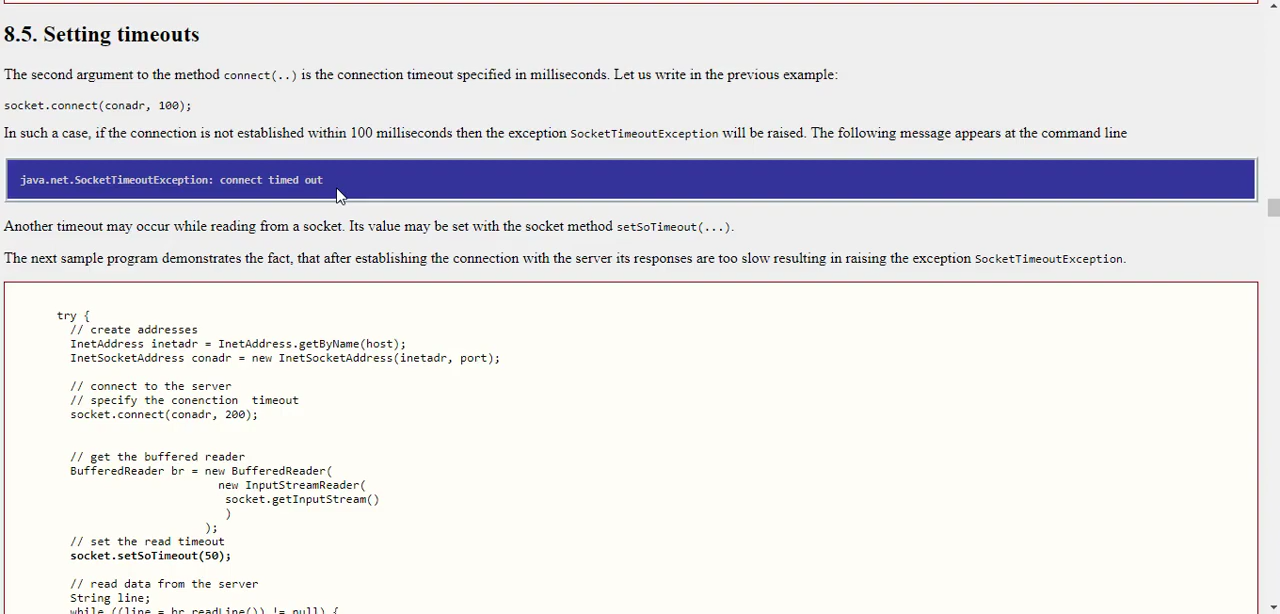 8.5. Setting timeouts
The second argument to the method connect(..) is the connection timeout specified in milliseconds. Let us write in the previous example:
socket.connect(conadr, 100);
In such a case, if the connection is not established within 100 milliseconds then the exception SocketTimeoutException will be raised. The following message appears at the command line
java.net.SocketTimeoutException: connect timed out
Another timeout may occur while reading from a socket. Its value may be set with the socket method setSoTimeout(...).
The next sample program demonstrates the fact, that after establishing the connection with the server its responses are too slow resulting in raising the exception SocketTimeoutException.
try {
// create addresses
InetAddress inetadr = InetAddress.getByName(host);
InetSocketAddress conadr = new InetSocketAddress(inetadr, port);
// connect to the server
// specify the conenction  timeout
socket.connect(conadr, 200);
// get the buffered reader
BufferedReader br = new BufferedReader(
new InputStreamReader(
socket.getInputStream()
)
);
// set the read timeout
socket.setSoTimeout(50);
// read data from the server
String line;
while ((line = br.readLine()) != null) {